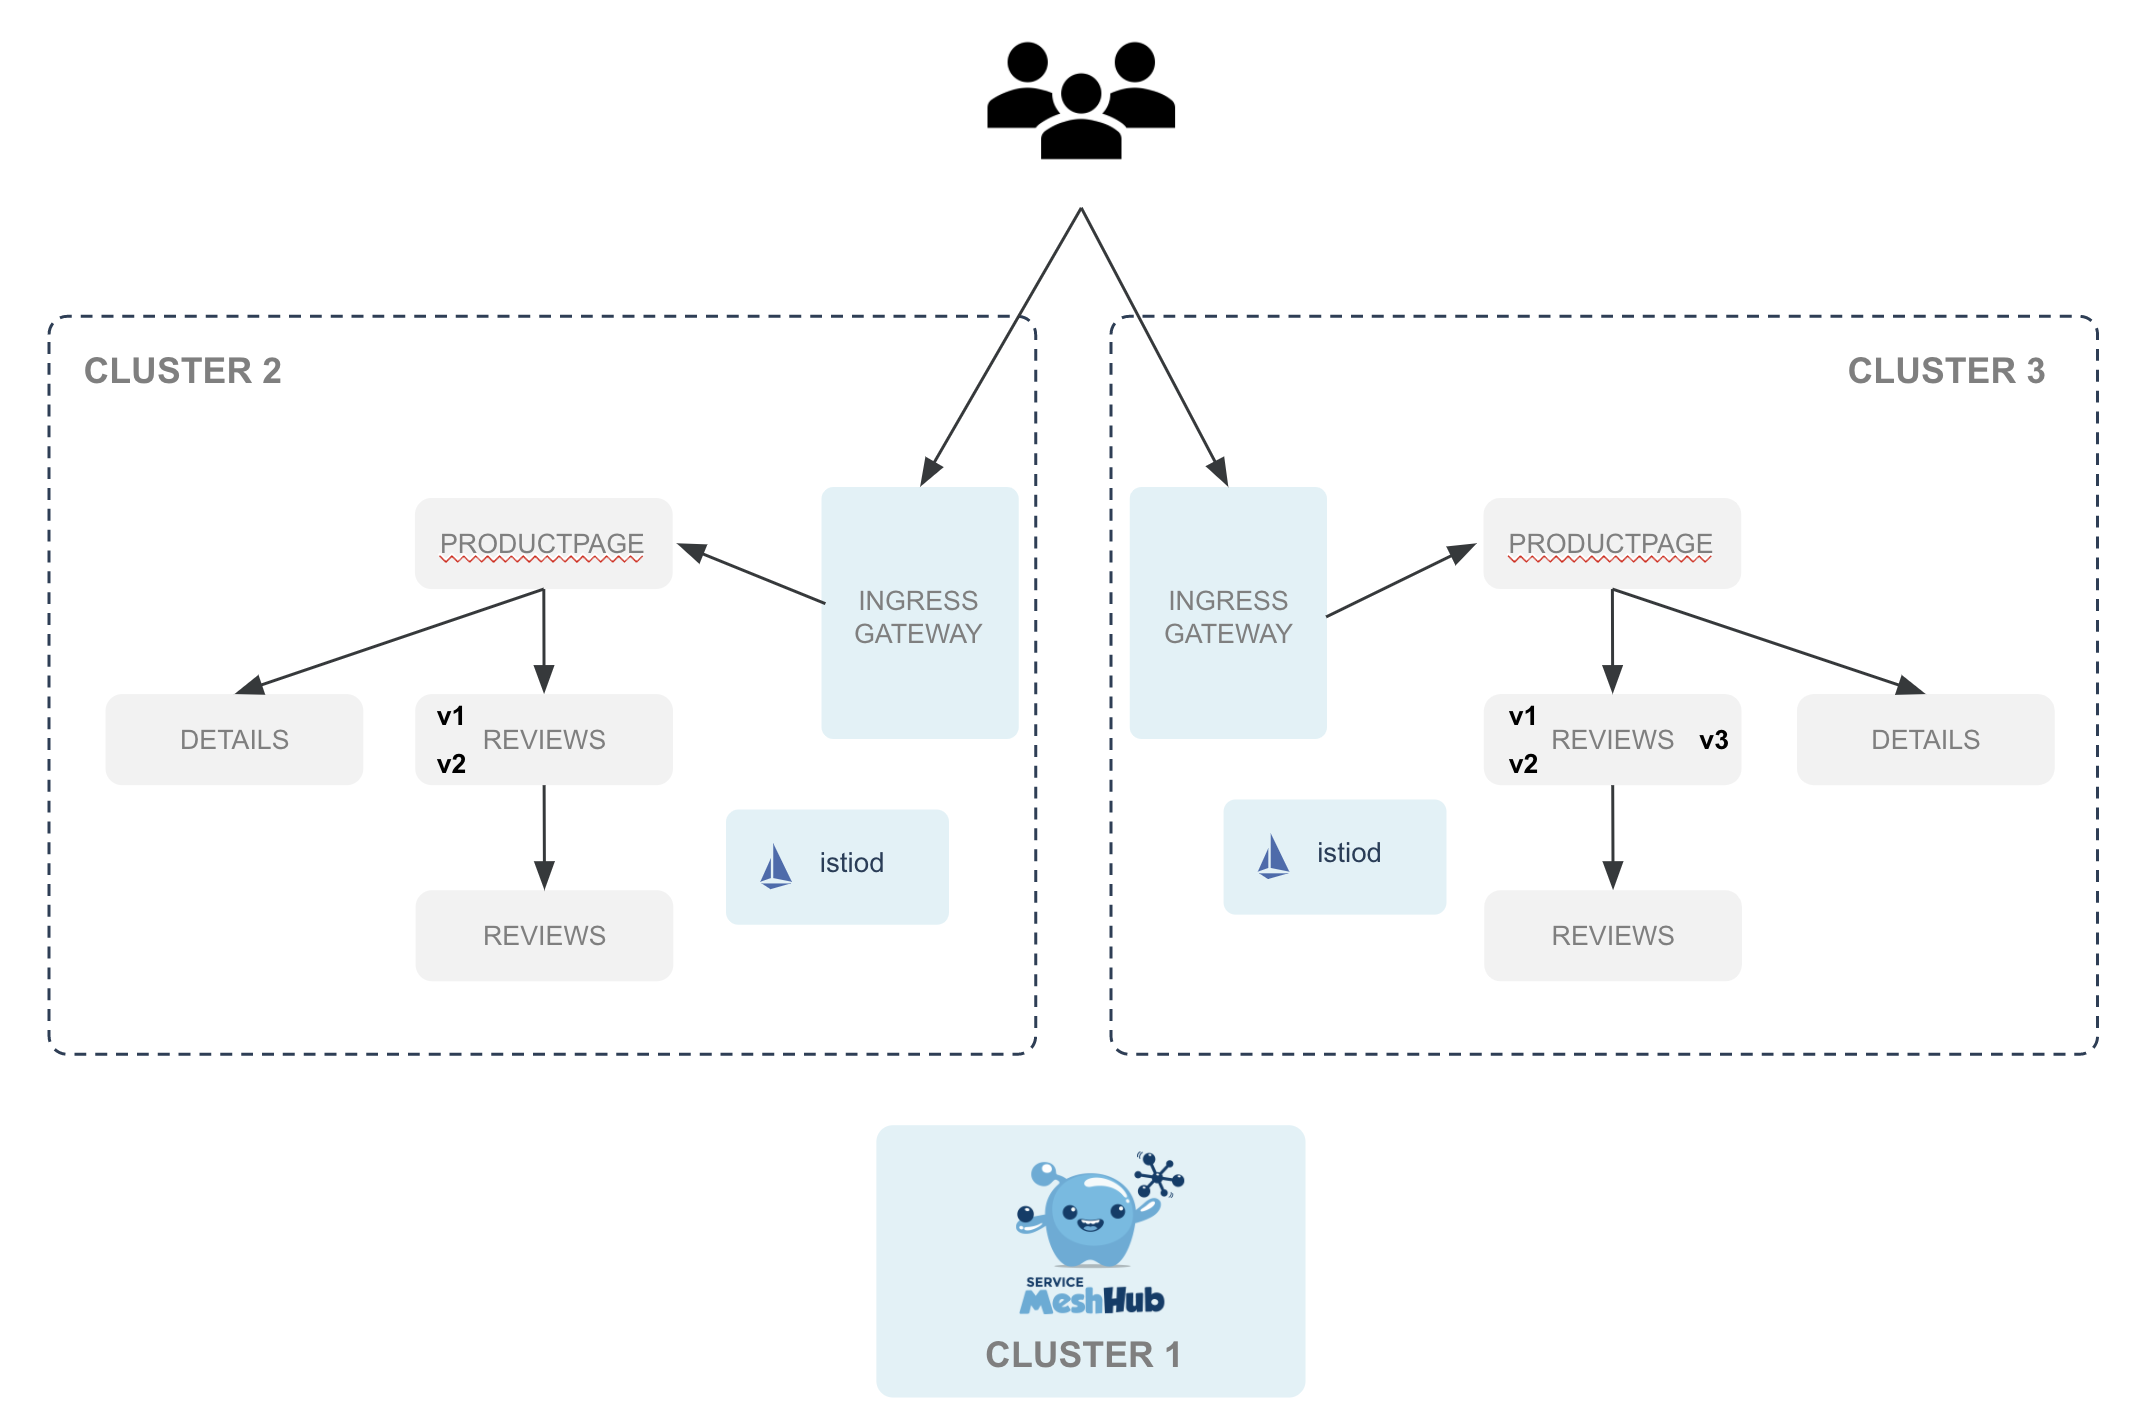 CLUSTER 2
CLUSTER 3
PRODUCTPAGE
INGRESS
GATEWAY
DETAILS
v1
REVIEWS
v2
istiod
REVIEWS
INGRESS
GATEWAY
PRODUCTPAGE
v1
REVIEWS
v3
v2
DETAILS
istiod
REVIEWS
SERVICE
MeshHub
CLUSTER 1